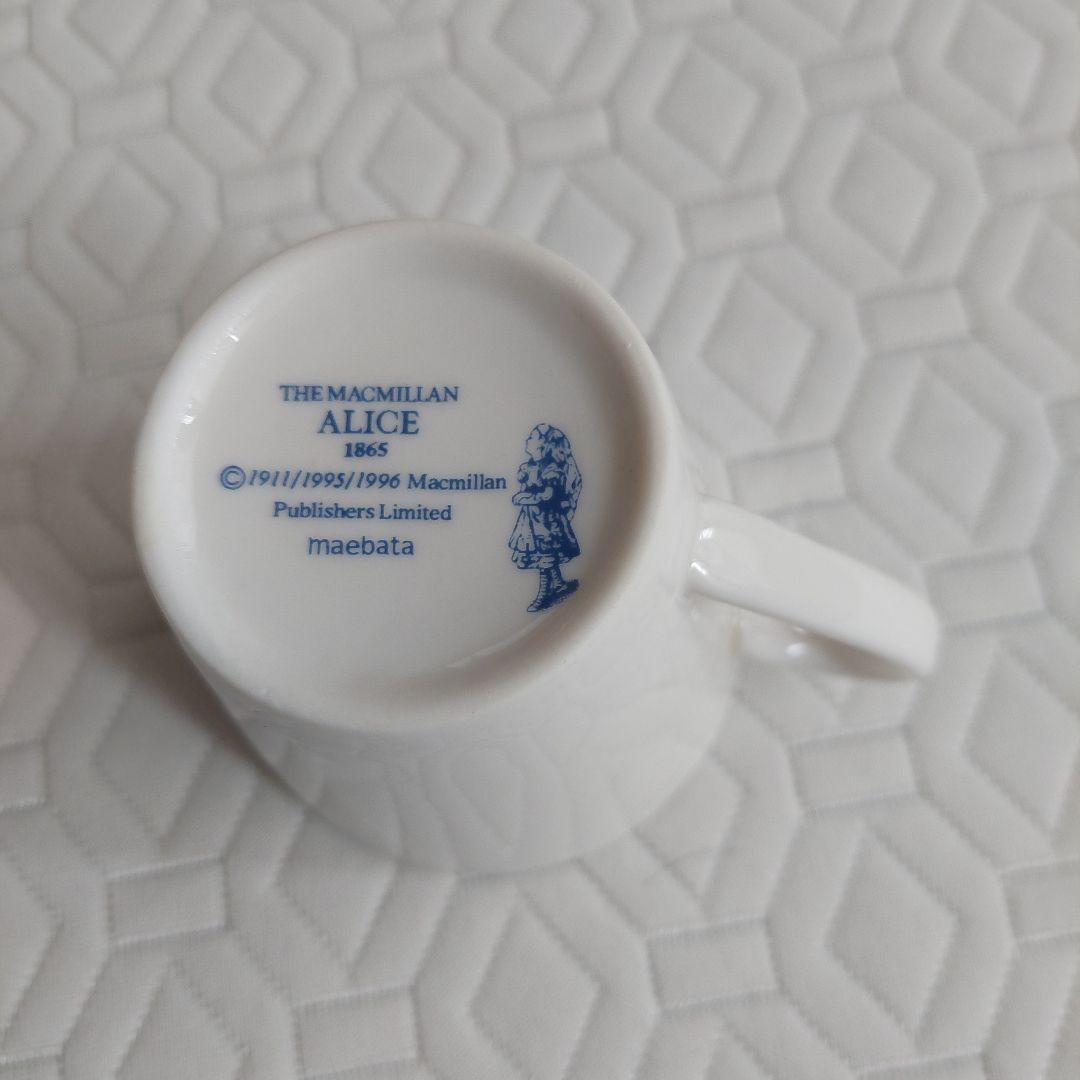 THE MACMILLAN
ALICE
1865
©1911/1995/1996 Macmillan
Publishers Limited
maebata